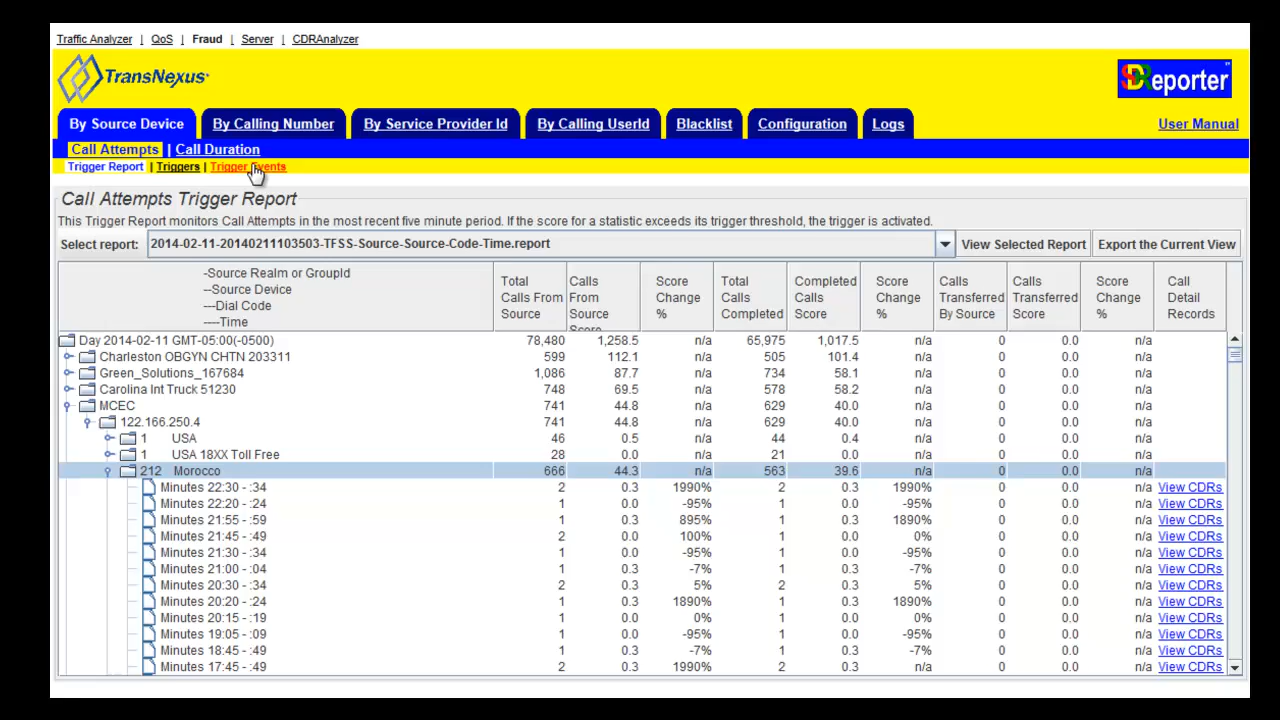 Traffic Analyzer | QoS | Fraud | Server | CDRAnalyzer
TransNexus
SDReporter
By Source Device By Calling Number By Service Provider Id By Calling UserId Blacklist Configuration Logs User Manual
Call Attempts | Call Duration
Trigger Report | Triggers | Trigger Events
Call Attempts Trigger Report
This Trigger Report monitors Call Attempts in the most recent five minute period. If the score for a statistic exceeds its trigger threshold, the trigger is activated.
Select report: 2014-02-11-20140211103503-TFSS-Source-Source-Code-Time.report View Selected Report Export the Current View
-Source Realm or GroupId
--Source Device
---Dial Code
----Time
Total Calls From Source
Calls From Source Score
Score Change %
Total Calls Completed
Completed Calls Score
Score Change %
Calls Transferred By Source
Calls Transferred Score
Score Change %
Call Detail Records
Day 2014-02-11 GMT-05:00(-0500) 78,480 1,258.5 n/a 65,975 1,017.5 n/a 0 0.0 n/a
Charleston OBGYN CHTN 203311 599 112.1 n/a 505 101.4 n/a 0 0.0 n/a
Green_Solutions_167684 1,086 87.7 n/a 734 58.1 n/a 0 0.0 n/a
Carolina Int Truck 51230 748 69.5 n/a 578 58.2 n/a 0 0.0 n/a
MCEC 741 44.8 n/a 629 40.0 n/a 0 0.0 n/a
122.166.250.4 741 44.8 n/a 629 40.0 n/a 0 0.0 n/a
1 USA 46 0.5 n/a 44 0.4 n/a 0 0.0 n/a
1 USA 18XX Toll Free 28 0.0 n/a 21 0.0 n/a 0 0.0 n/a
212 Morocco 666 44.3 n/a 563 39.6 n/a 0 0.0 n/a
Minutes 22:30 - :34 2 0.3 1990% 2 0.3 1990% 0 0.0 n/a View CDRs
Minutes 22:20 - :24 1 0.0 -95% 1 0.0 -95% 0 0.0 n/a View CDRs
Minutes 21:55 - :59 1 0.3 895% 1 0.3 1890% 0 0.0 n/a View CDRs
Minutes 21:45 - :49 2 0.0 100% 1 0.0 0% 0 0.0 n/a View CDRs
Minutes 21:30 - :34 1 0.0 -95% 1 0.0 -95% 0 0.0 n/a View CDRs
Minutes 21:00 - :04 1 0.3 -7% 1 0.3 -7% 0 0.0 n/a View CDRs
Minutes 20:30 - :34 2 0.3 5% 2 0.3 5% 0 0.0 n/a View CDRs
Minutes 20:20 - :24 1 0.3 1890% 1 0.3 1890% 0 0.0 n/a View CDRs
Minutes 20:15 - :19 1 0.0 0% 1 0.0 0% 0 0.0 n/a View CDRs
Minutes 19:05 - :09 1 0.0 -95% 1 0.0 -95% 0 0.0 n/a View CDRs
Minutes 18:45 - :49 1 0.3 -7% 1 0.3 -7% 0 0.0 n/a View CDRs
Minutes 17:45 - :49 2 0.3 1990% 2 0.3 n/a 0 0.0 n/a View CDRs